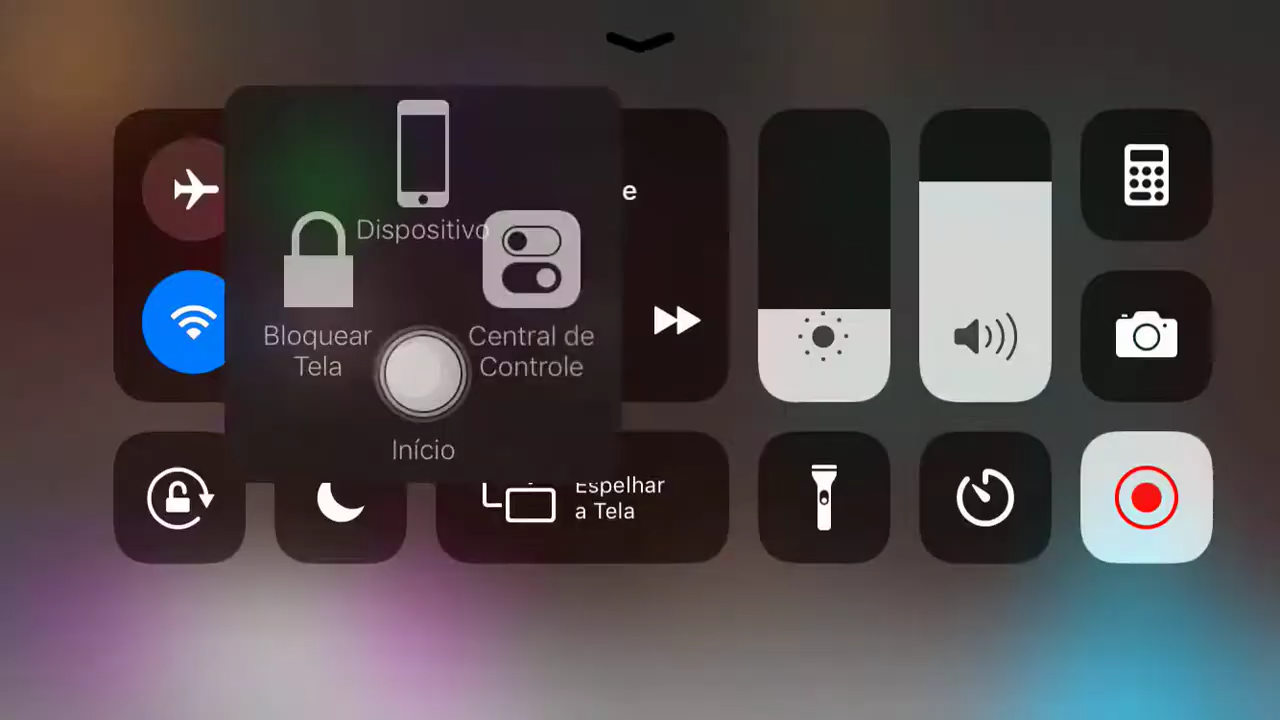 Dispositivo
e
Bloquear
Tela
Central de
Controle
Início
Espelhar
a Tela